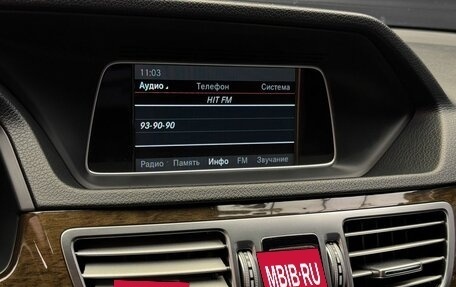 11:03
Аудио Телефон Система
HIT FM
93-90-90
Радио Память Инфо FM Звучание
MBIB·RU